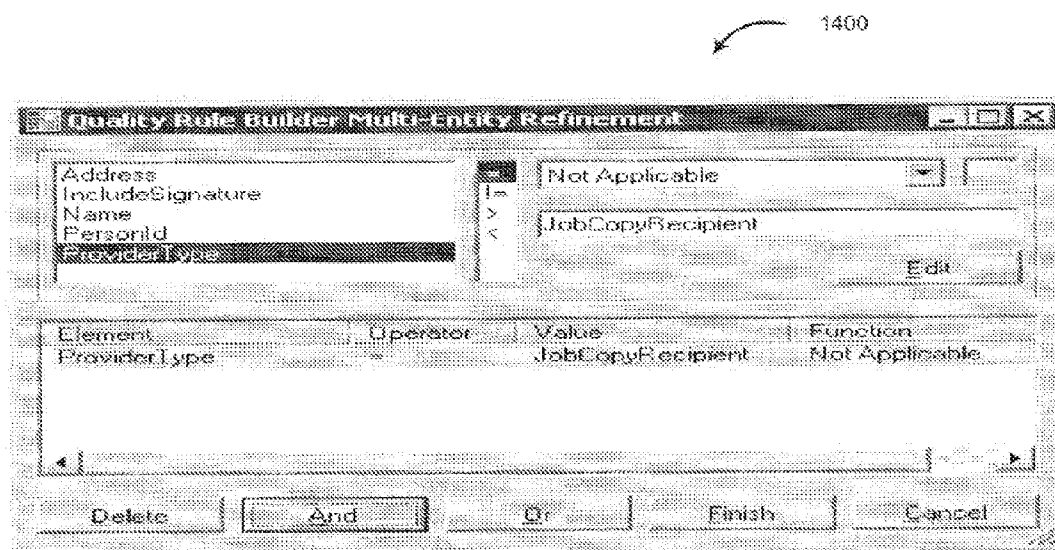 1400
Quality Rule Builder Multi-Entity Refinement
Address
IncludeSignature
Name
PersonId
ProviderType
=
!=
>
<
Not Applicable
JobCopyRecipient
Edit
Element Operator Value Function
ProviderType = JobCopyRecipient Not Applicable
Delete And Or Finish Cancel